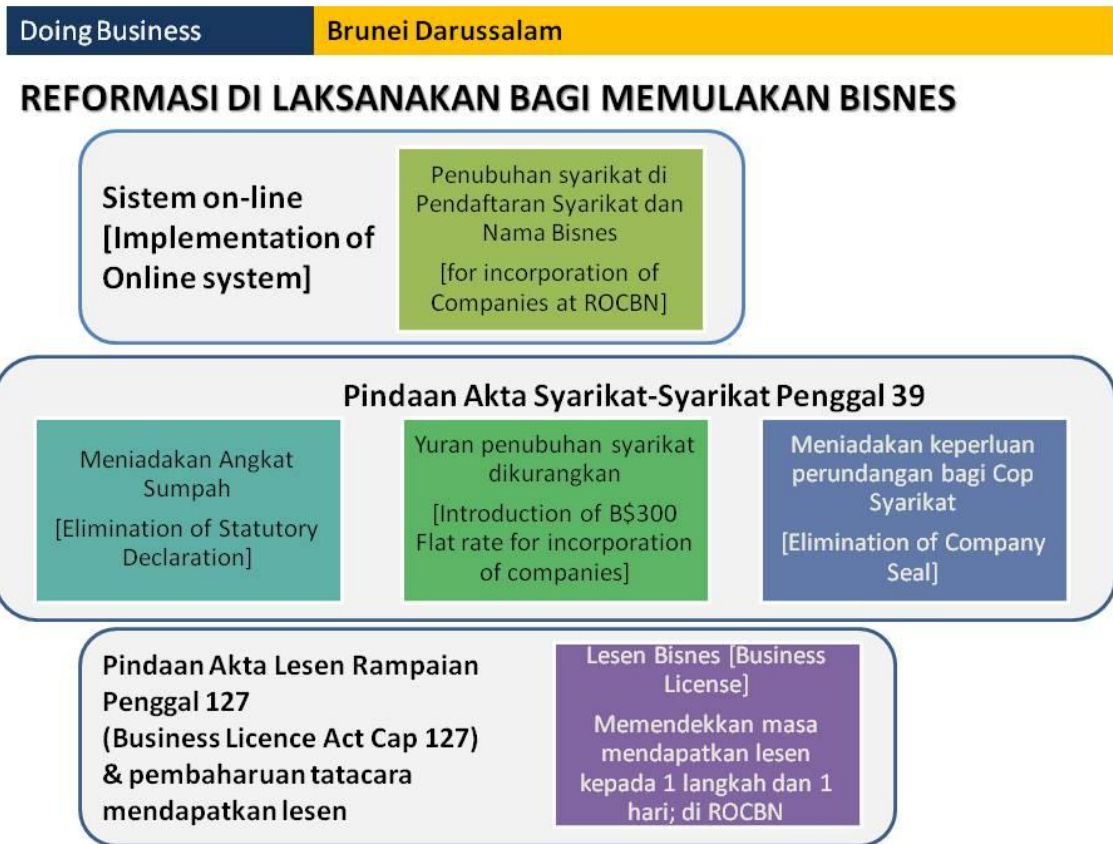 Doing Business
Brunei Darussalam
REFORMASI DI LAKSANAKAN BAGI MEMULAKAN BISNES
Sistem on-line
[Implementation of
Online system]
Penubuhan syarikat di
Pendaftaran Syarikat dan
Nama Bisnes
[for incorporation of
Companies at ROCBN]
Pindaan Akta Syarikat-Syarikat Penggal 39
Meniadakan Angkat
Sumpah
[Elimination of Statutory
Declaration]
Yuran penubuhan syarikat
dikurangkan
[Introduction of B$300
Flat rate for incorporation
of companies]
Meniadakan keperluan
perundangan bagi Cop
Syarikat
[Elimination of Company
Seal]
Pindaan Akta Lesen Rampaian
Penggal 127
(Business Licence Act Cap 127)
& pembaharuan tatacara
mendapatkan lesen
Lesen Bisnes [Business
License]
Memendekkan masa
mendapatkan lesen
kepada 1 langkah dan 1
hari; di ROCBN